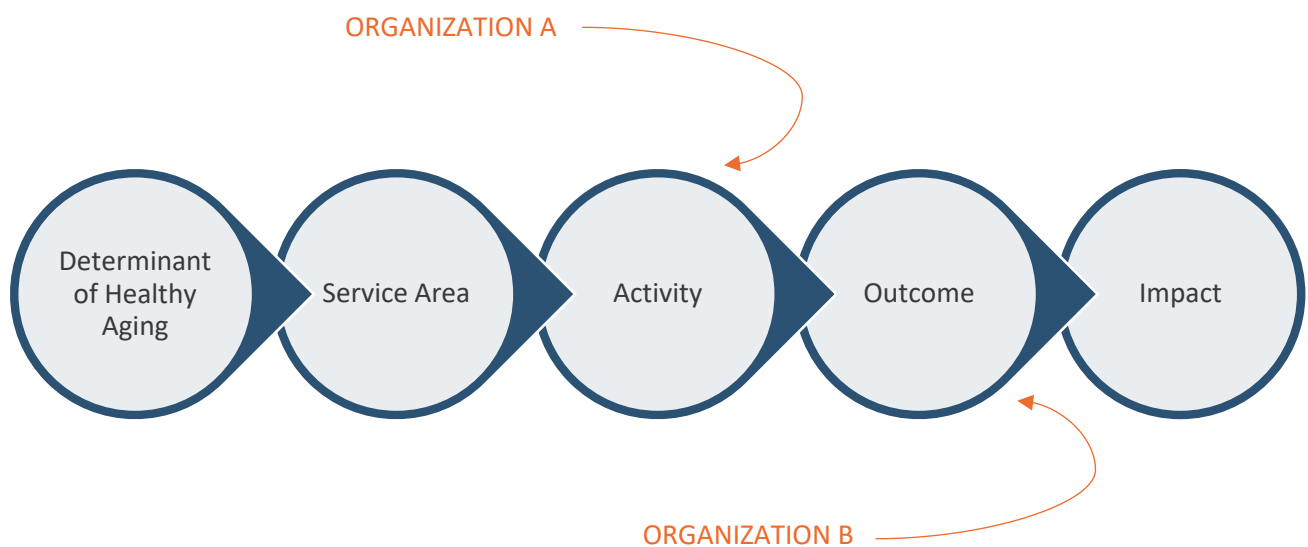 ORGANIZATION A
Determinant
of Healthy
Aging
Service Area
Activity
Outcome
Impact
ORGANIZATION B